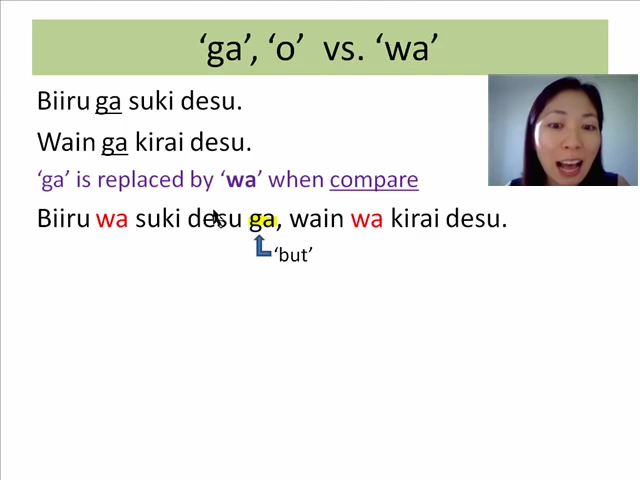 ‘ga’, ‘o’ vs. ‘wa’
Biiru ga suki desu.
Wain ga kirai desu.
‘ga’ is replaced by ‘wa’ when compare
Biiru wa suki desu ga, wain wa kirai desu.
‘but’